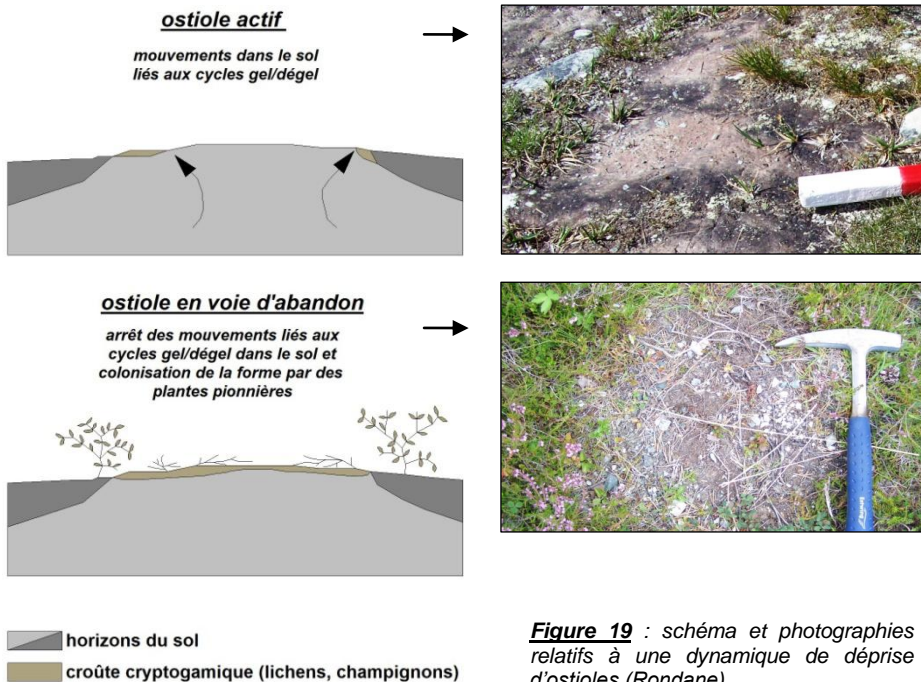 ostiole actif
mouvements dans le sol
liés aux cycles gel/dégel
ostiole en voie d'abandon
arrêt des mouvements liés aux
cycles gel/dégel dans le sol et
colonisation de la forme par des
plantes pionnières
horizons du sol
croûte cryptogamique (lichens, champignons)
Figure 19 : schéma et photographies
relatifs à une dynamique de déprise
d'ostioles (Rondane)